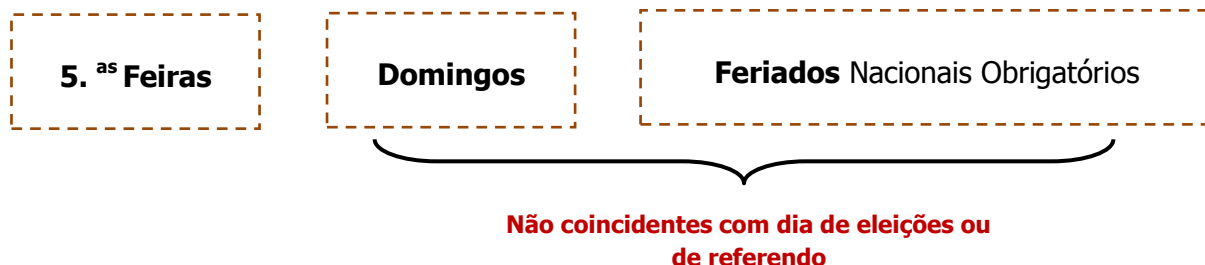 5. as Feiras
Domingos
Feriados Nacionais Obrigatórios
Não coincidentes com dia de eleições ou
de referendo